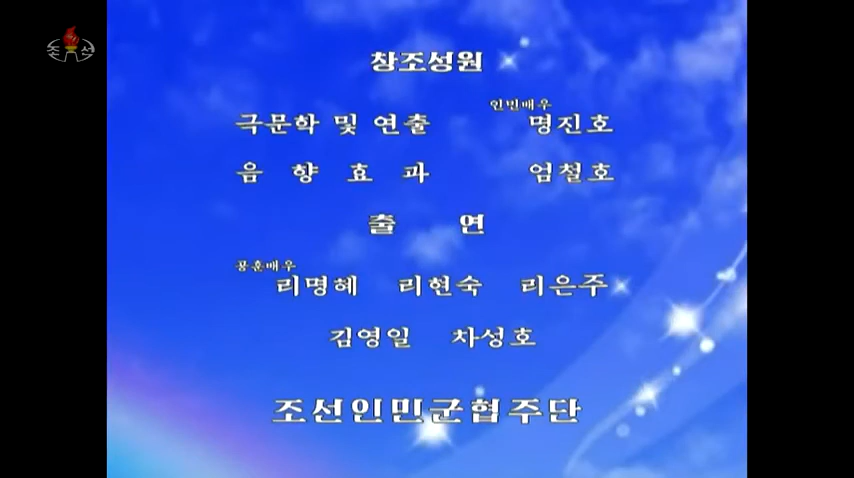 조선
창조성원
인민배우
극문학 및 연출 명진호
음향효과 엄철호
출연
공훈배우
리명혜 리현숙 리은주
김영일 차성호
조선인민군협주단